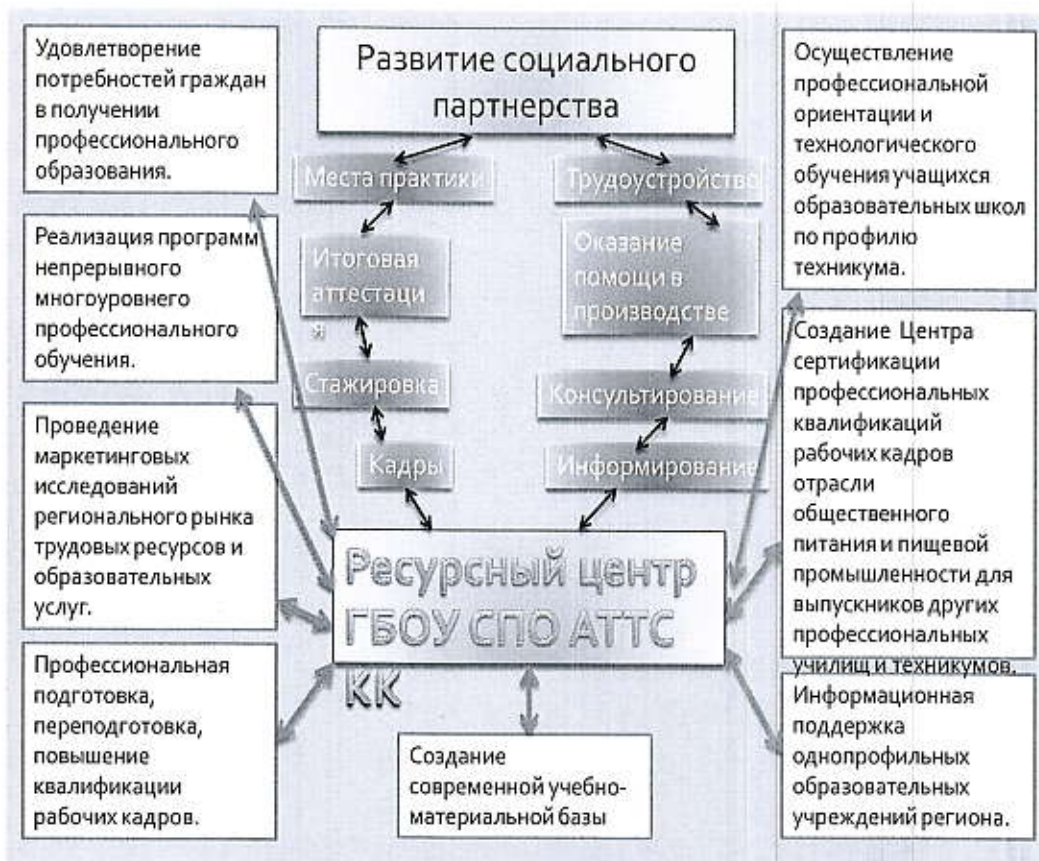 Удовлетворение
потребностей граждан
в получении
профессионального
образования.
Реализация программ
непрерывного
многоуровнего
профессионального
обучения.
Проведение
маркетинговых
исследований
регионального рынка
трудовых ресурсов и
образовательных
услуг.
Профессиональная
подготовка,
переподготовка,
повышение
квалификации
рабочих кадров.
Развитие социального
партнерства
Места практики
Итоговая
аттестаци
я
Стажировка
Кадры
Трудоустройство
Оказание
помощи в
производстве
Консультирование
Информирование
Ресурсный центр
ГБОУ СПО АТТС
КК
Создание
современной учебно-
материальной базы
Осуществление
профессиональной
ориентации и
технологического
обучения учащихся
образовательных школ
по профилю
техникума.
Создание Центра
сертификации
профессиональных
квалификаций
рабочих кадров
отрасли
общественного
питания и пищевой
промышленности для
выпускников других
профессиональных
училищ и техникумов.
Информационная
поддержка
однопрофильных
образовательных
учреждений региона.